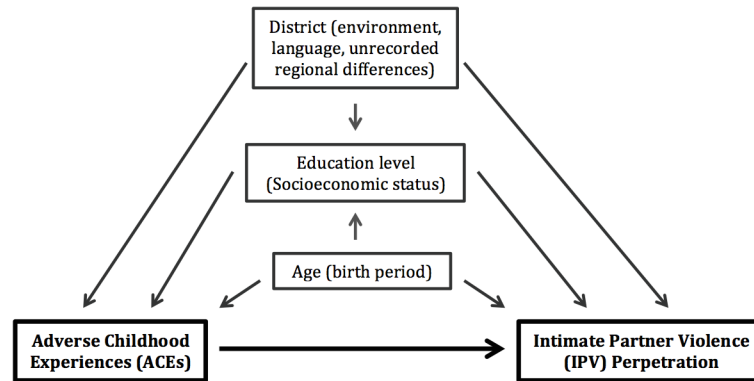 District (environment,
language, unrecorded
regional differences)
Education level
(Socioeconomic status)
Age (birth period)
Adverse Childhood
Experiences (ACEs)
Intimate Partner Violence
(IPV) Perpetration